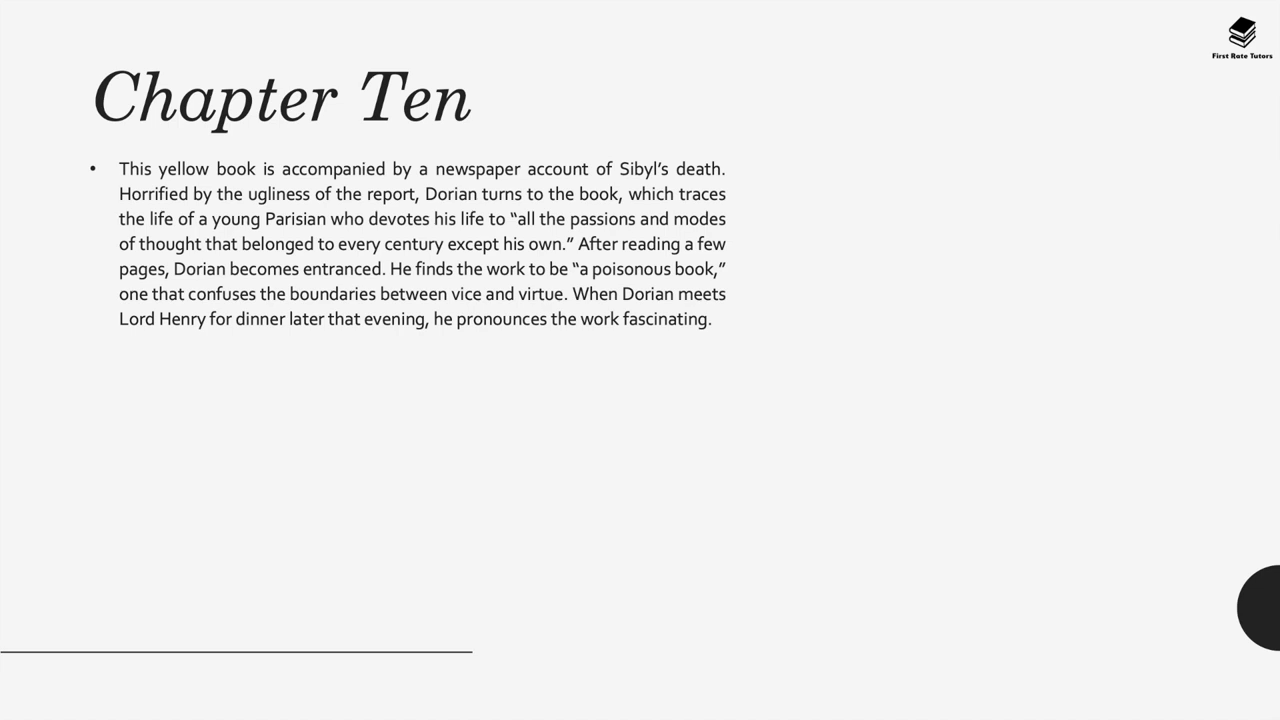 First Rate Tutors
Chapter Ten
• This yellow book is accompanied by a newspaper account of Sibyl’s death.
Horrified by the ugliness of the report, Dorian turns to the book, which traces
the life of a young Parisian who devotes his life to “all the passions and modes
of thought that belonged to every century except his own.” After reading a few
pages, Dorian becomes entranced. He finds the work to be “a poisonous book,”
one that confuses the boundaries between vice and virtue. When Dorian meets
Lord Henry for dinner later that evening, he pronounces the work fascinating.